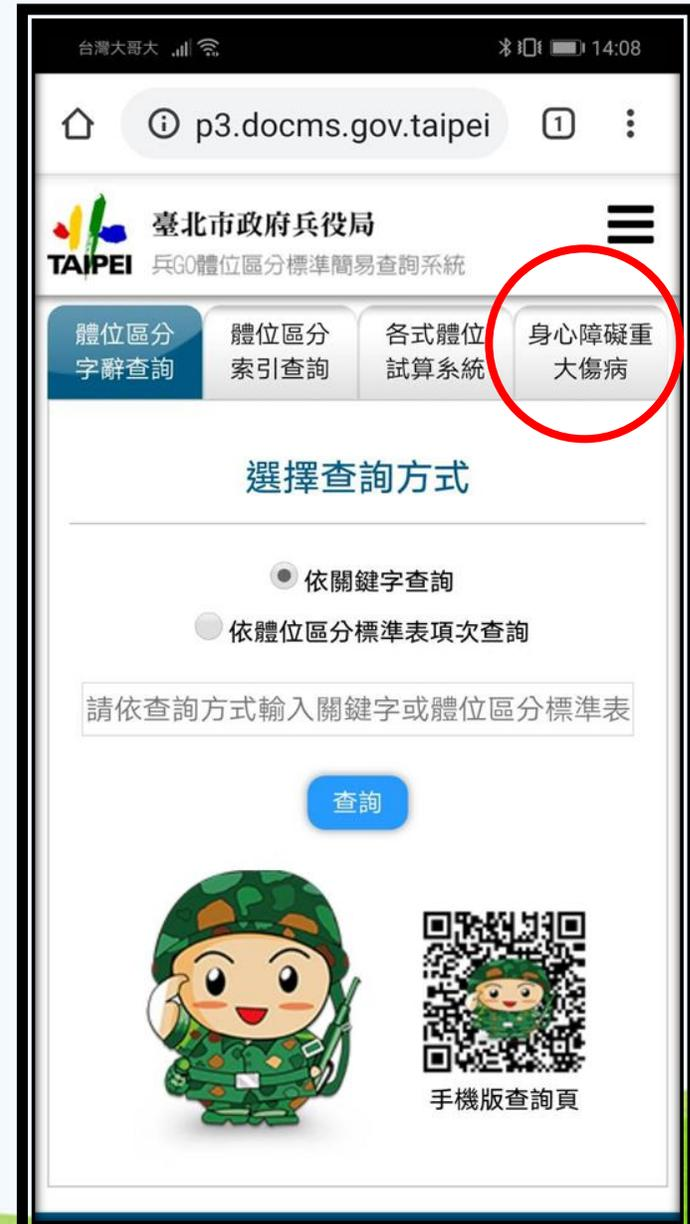 台灣大哥大 14:08
p3.docms.gov.taipei 1
臺北市政府兵役局
TAIPEI 兵GO體位區分標準簡易查詢系統
體位區分
字辭查詢
體位區分
索引查詢
各式體位
試算系統
身心障礙重
大傷病
選擇查詢方式
依關鍵字查詢
依體位區分標準表項次查詢
請依查詢方式輸入關鍵字或體位區分標準表
查詢
手機版查詢頁